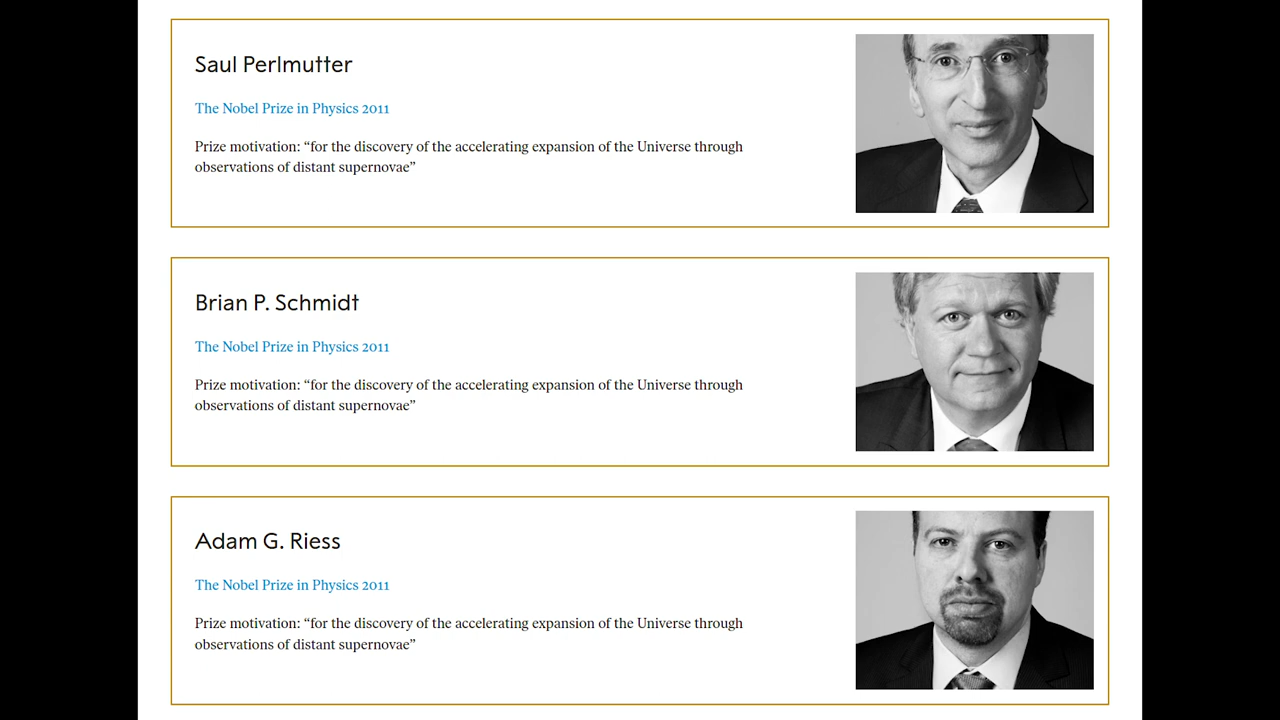 Saul Perlmutter
The Nobel Prize in Physics 2011
Prize motivation: “for the discovery of the accelerating expansion of the Universe through
observations of distant supernovae”
Brian P. Schmidt
The Nobel Prize in Physics 2011
Prize motivation: “for the discovery of the accelerating expansion of the Universe through
observations of distant supernovae”
Adam G. Riess
The Nobel Prize in Physics 2011
Prize motivation: “for the discovery of the accelerating expansion of the Universe through
observations of distant supernovae”